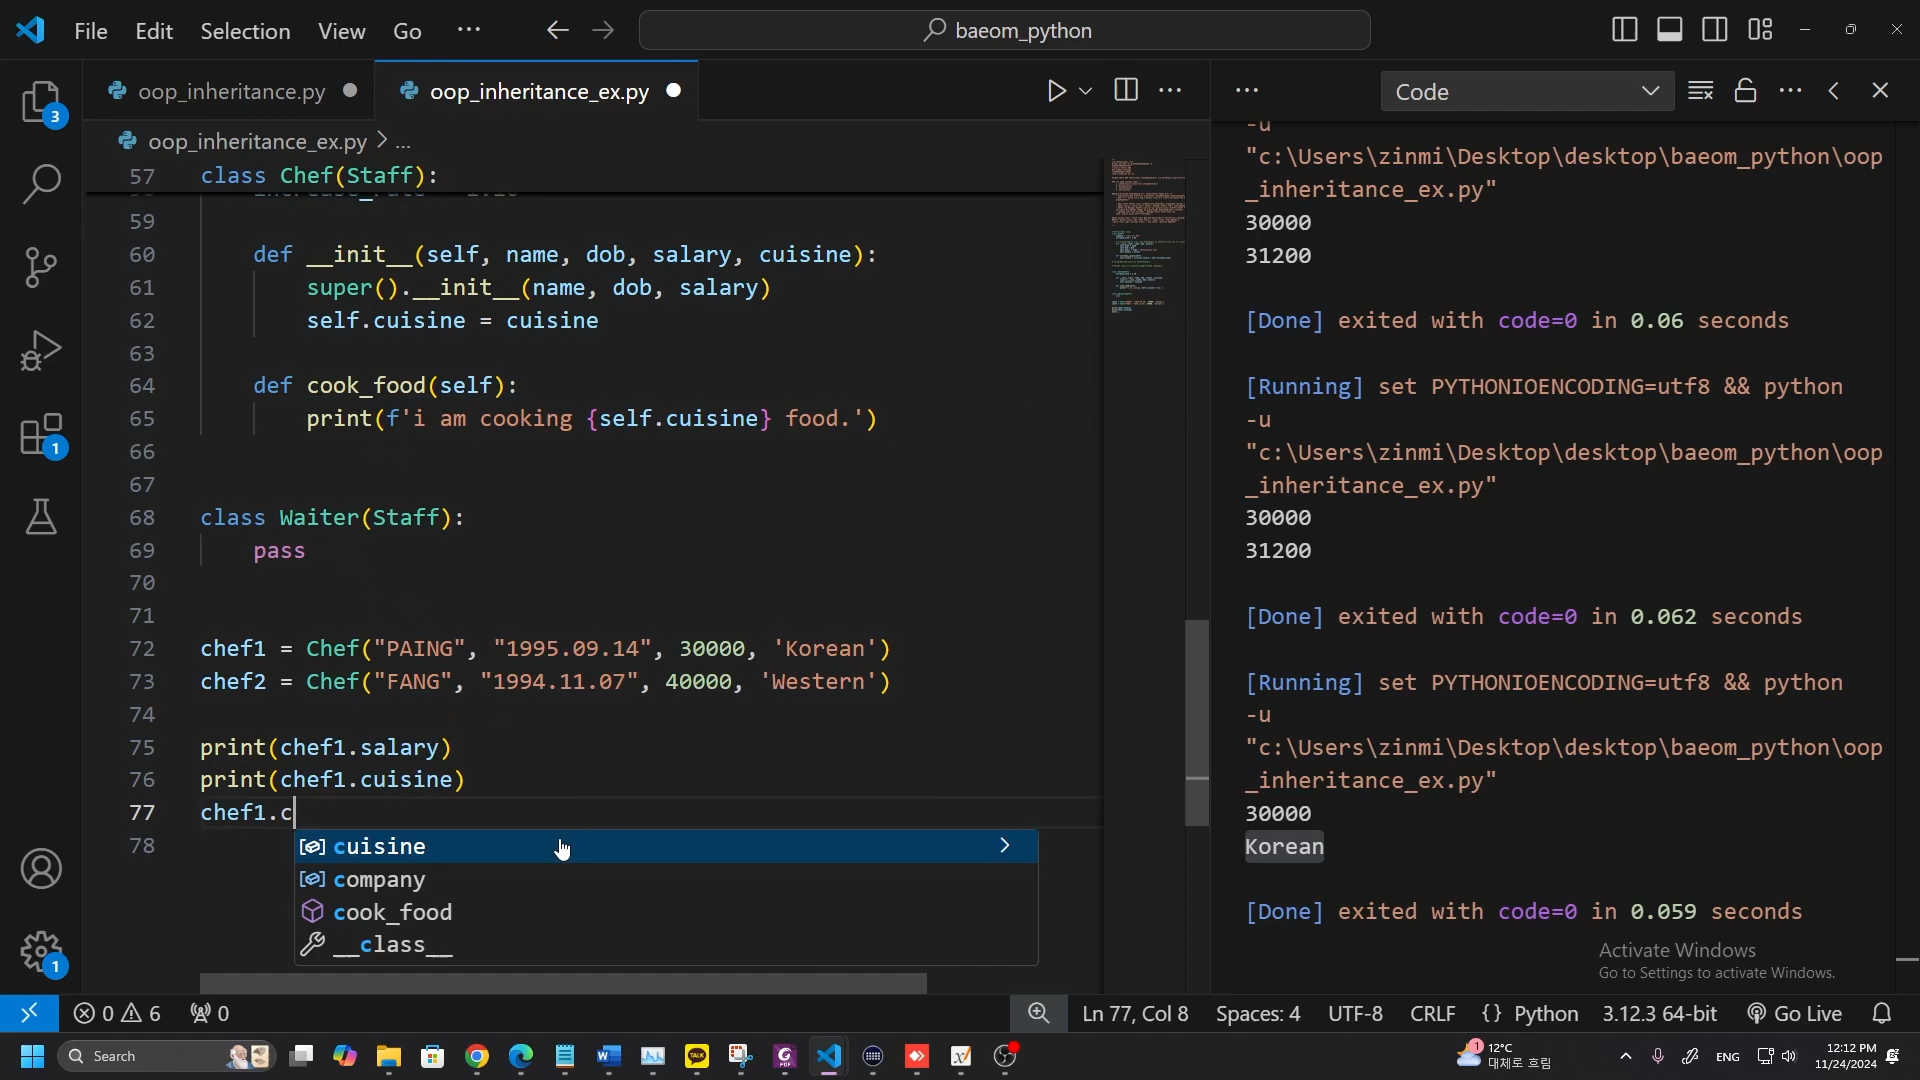 File Edit Selection View Go ··· baeom_python
oop_inheritance.py oop_inheritance_ex.py ··· Code
3
oop_inheritance_ex.py > ...
57 class Chef(Staff):
59
60 def __init__(self, name, dob, salary, cuisine):
61 super().__init__(name, dob, salary)
62 self.cuisine = cuisine
63
64 def cook_food(self):
65 print(f'i am cooking {self.cuisine} food.')
66
67
68 class Waiter(Staff):
69 pass
70
71
72 chef1 = Chef("PAING", "1995.09.14", 30000, 'Korean')
73 chef2 = Chef("FANG", "1994.11.07", 40000, 'Western')
74
75 print(chef1.salary)
76 print(chef1.cuisine)
77 chef1.c
78
cuisine
company
cook_food
__class__
1
1
-u
"c:\Users\zinmi\Desktop\desktop\baeom_python\oop
_inheritance_ex.py"
30000
31200
[Done] exited with code=0 in 0.06 seconds
[Running] set PYTHONIOENCODING=utf8 && python
-u
"c:\Users\zinmi\Desktop\desktop\baeom_python\oop
_inheritance_ex.py"
30000
31200
[Done] exited with code=0 in 0.062 seconds
[Running] set PYTHONIOENCODING=utf8 && python
-u
"c:\Users\zinmi\Desktop\desktop\baeom_python\oop
_inheritance_ex.py"
30000
Korean
[Done] exited with code=0 in 0.059 seconds
Activate Windows
Go to Settings to activate Windows.
0 6 0 Ln 77, Col 8 Spaces: 4 UTF-8 CRLF {} Python 3.12.3 64-bit Go Live
Search 1 12°C ENG 12:12 PM
대체로 흐림 11/24/2024